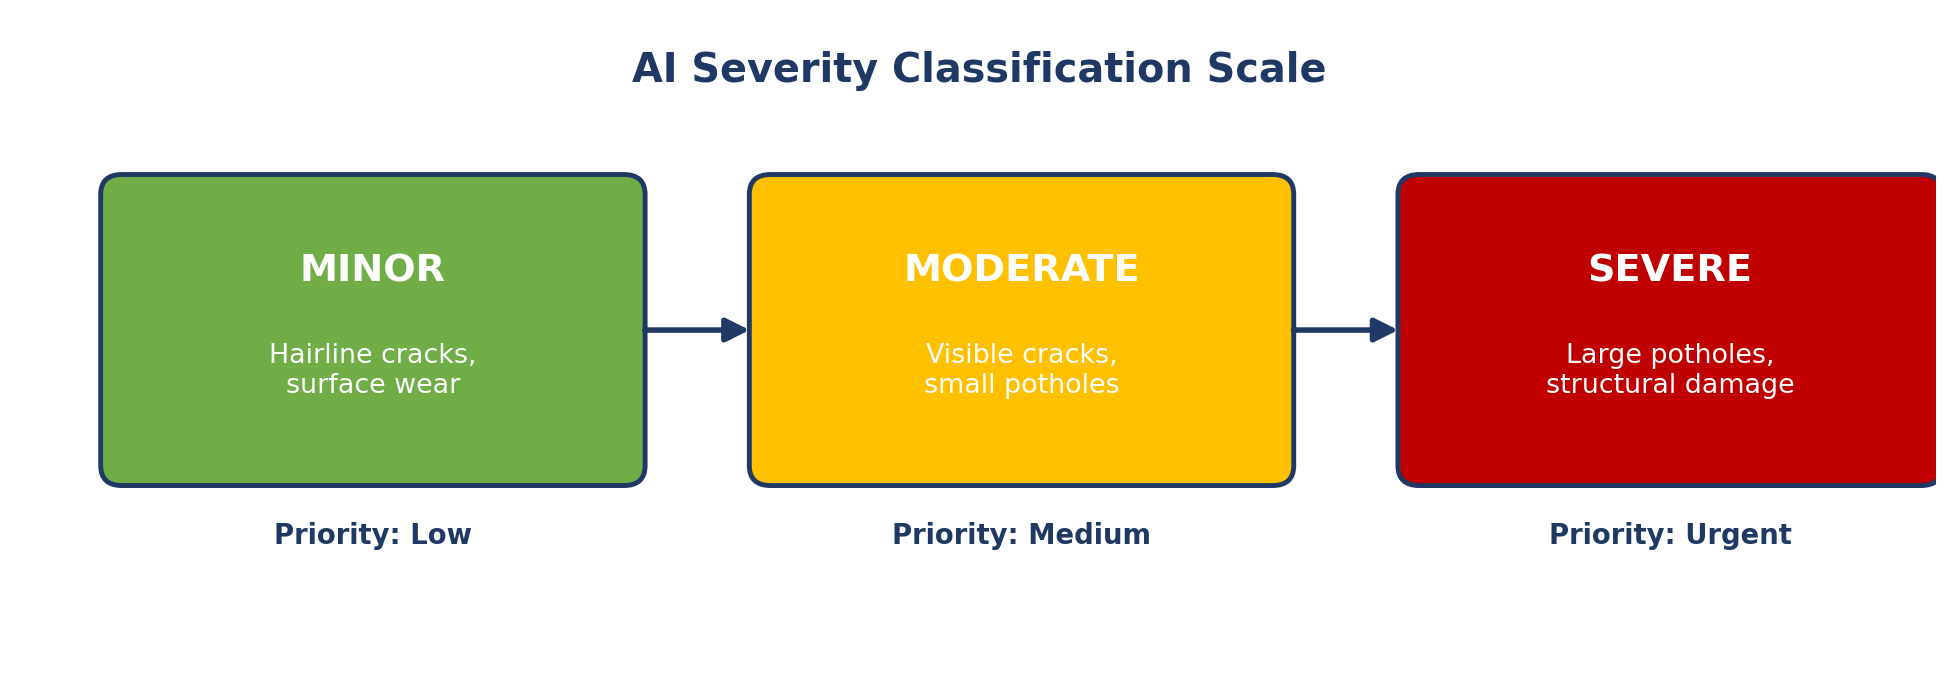 AI Severity Classification Scale
MINOR
Hairline cracks,
surface wear
Priority: Low
MODERATE
Visible cracks,
small potholes
Priority: Medium
SEVERE
Large potholes,
structural damage
Priority: Urgent